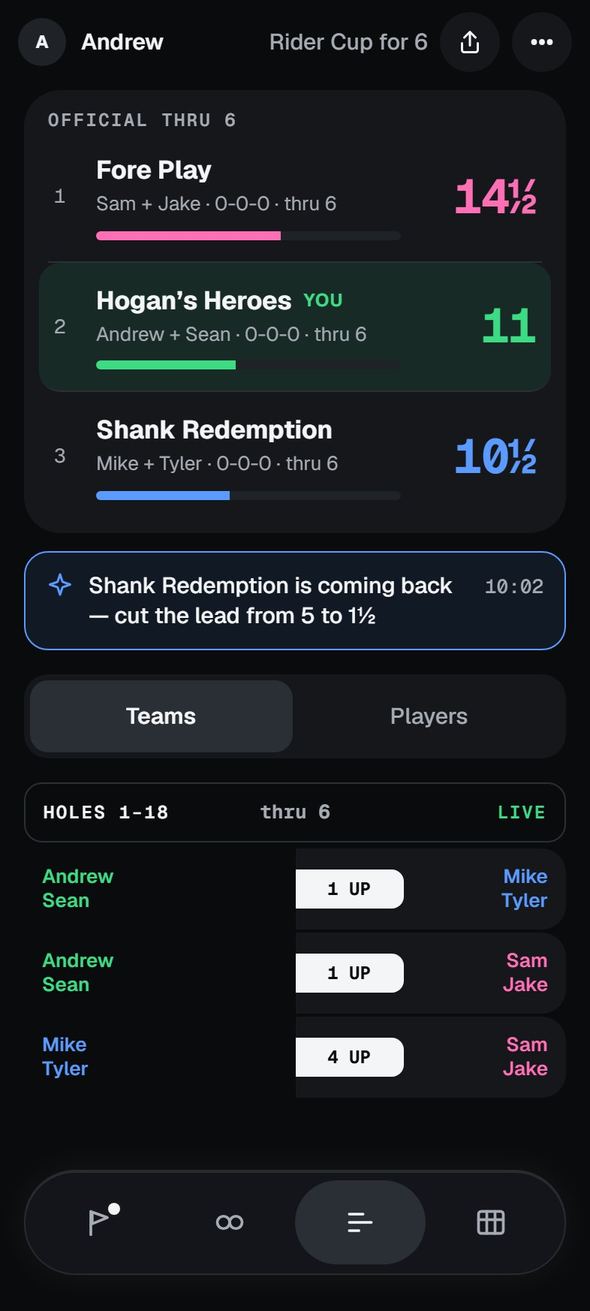 A
Andrew
Rider Cup for 6
OFFICIAL THRU 6
1
Fore Play
Sam + Jake · 0-0-0 · thru 6
14½
2
Hogan’s Heroes YOU
Andrew + Sean · 0-0-0 · thru 6
11
3
Shank Redemption
Mike + Tyler · 0-0-0 · thru 6
10½
Shank Redemption is coming back
— cut the lead from 5 to 1½
10:02
Teams
Players
HOLES 1-18
thru 6
LIVE
Andrew
Sean
1 UP
Mike
Tyler
Andrew
Sean
1 UP
Sam
Jake
Mike
Tyler
4 UP
Sam
Jake